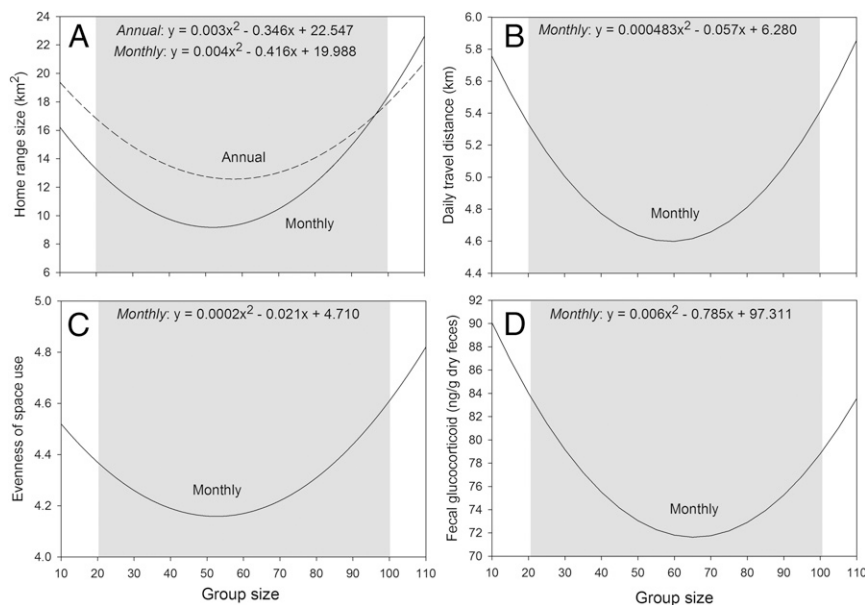 A
Annual: y = 0.003x² - 0.346x + 22.547
Monthly: y = 0.004x² - 0.416x + 19.988
Home range size (km²)
24
22
20
18
16
14
12
10
8
6
Annual
Monthly
B
Monthly: y = 0.000483x² - 0.057x + 6.280
Daily travel distance (km)
6.0
5.8
5.6
5.4
5.2
5.0
4.8
4.6
4.4
Monthly
C
Monthly: y = 0.0002x² - 0.021x + 4.710
Evenness of space use
5.0
4.8
4.6
4.4
4.2
4.0
Monthly
10 20 30 40 50 60 70 80 90 100 110
Group size
D
Monthly: y = 0.006x² - 0.785x + 97.311
Fecal glucocorticoid (ng/g dry feces)
92
90
88
86
84
82
80
78
76
74
72
70
Monthly
10 20 30 40 50 60 70 80 90 100 110
Group size